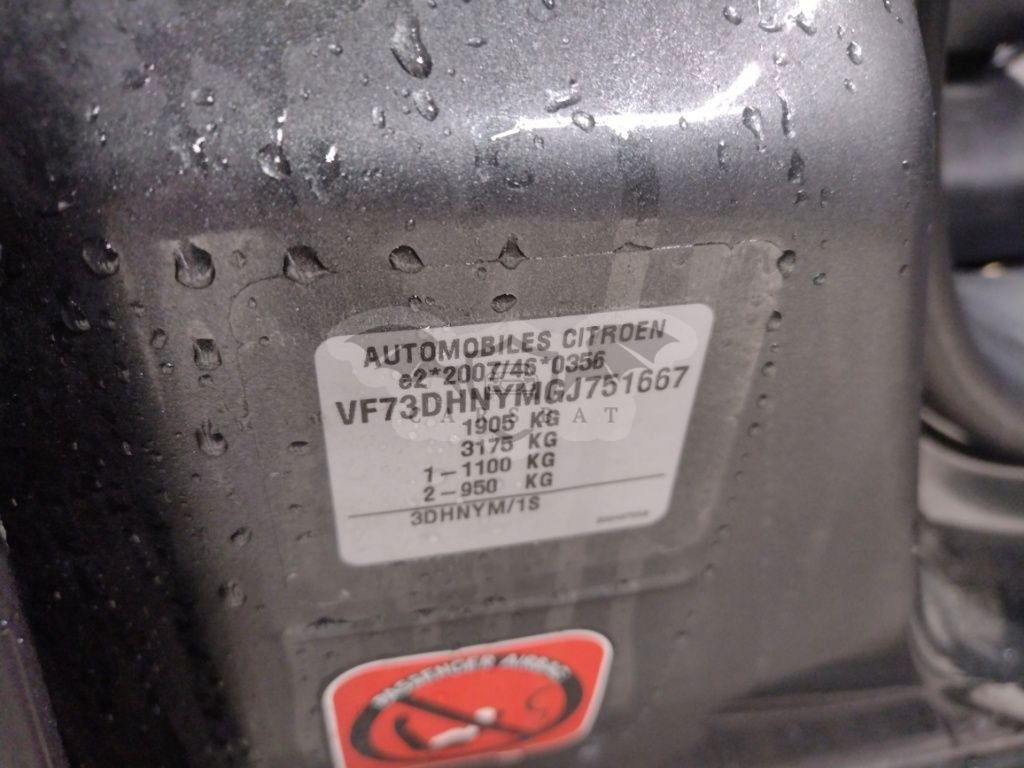 AUTOMOBILES CITROEN
e2*2007/46*0356
VF73DHNYMGJ751667
1905 KG
3175 KG
1-1100 KG
2-950 KG
3DHNYM/1S
CARSPAT
PASSENGER AIRBAG